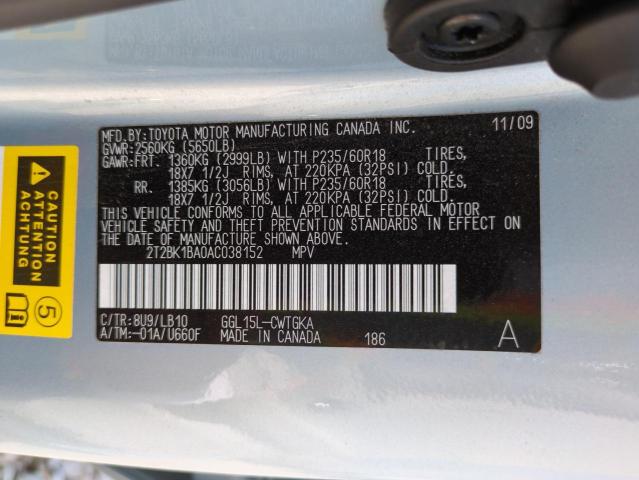 MFD. BY: TOYOTA MOTOR MANUFACTURING CANADA INC. 11/09
GVWR: 2560KG (5650LB)
GAWR: FRT. 1360KG (2999LB) WITH P235/60R18 TIRES,
18X7 1/2J RIMS, AT 220KPA (32PSI) COLD.
RR. 1385KG (3056LB) WITH P235/60R18 TIRES,
18X7 1/2J RIMS, AT 220KPA (32PSI) COLD.
THIS VEHICLE CONFORMS TO ALL APPLICABLE FEDERAL MOTOR
VEHICLE SAFETY AND THEFT PREVENTION STANDARDS IN EFFECT ON
THE DATE OF MANUFACTURE SHOWN ABOVE.
2T2BK1BA0AC038152 MPV
C/TR: 8U9/LB10 GGL15L-CWTGKA
A/TM: -01A/U660F MADE IN CANADA 186 A
CAUTION
ATTENTION
ACHTUNG
5